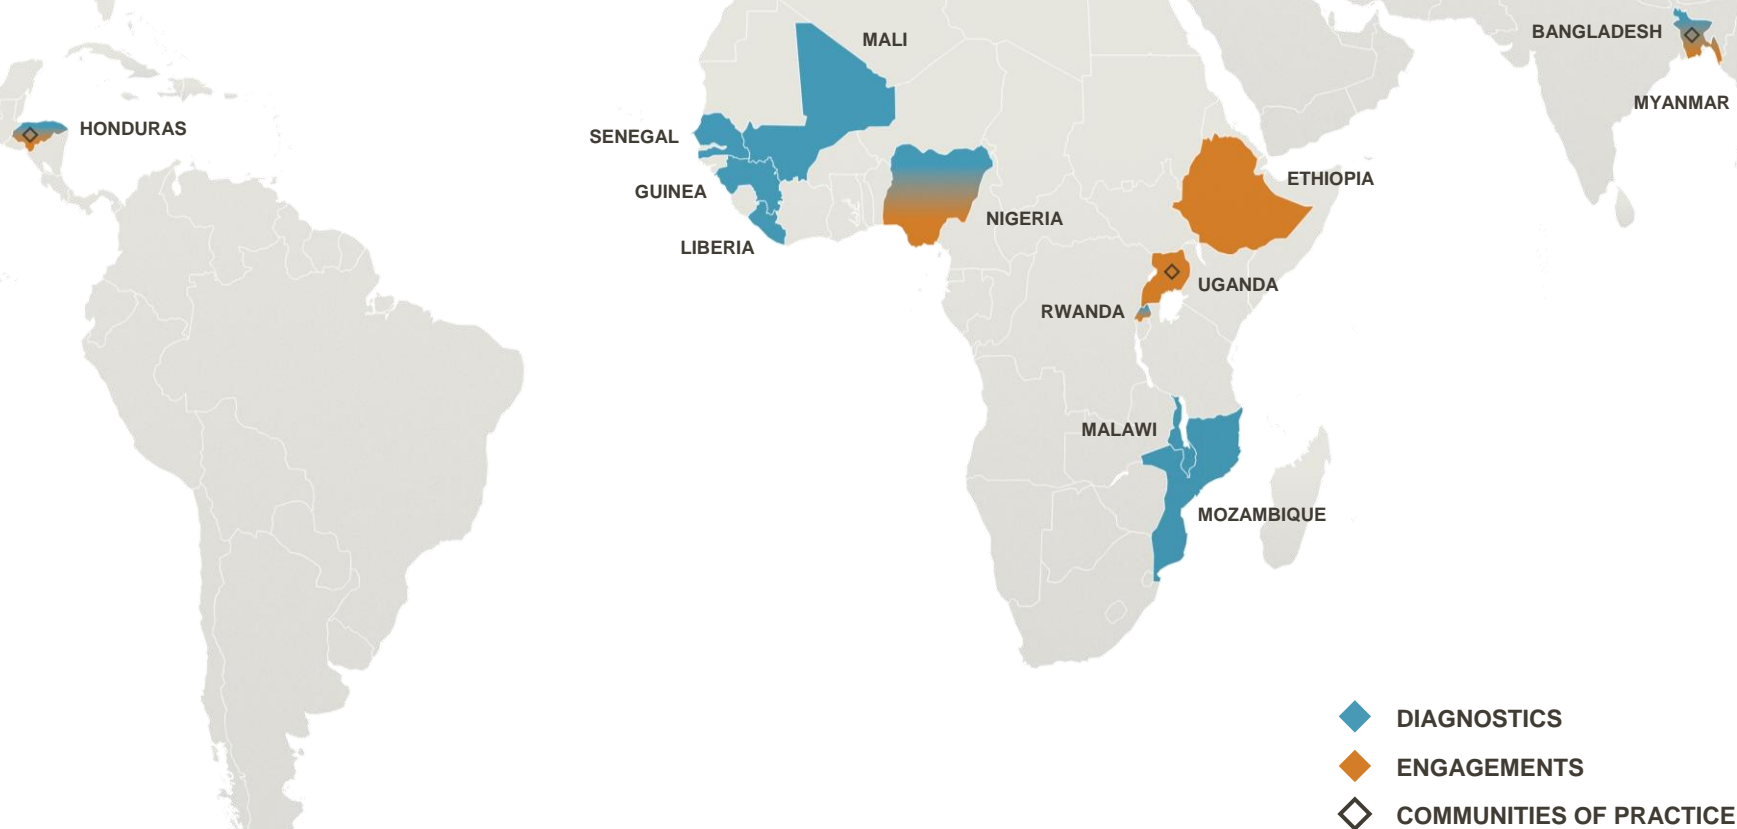 BANGLADESH
MALI
MYANMAR
HONDURAS
SENEGAL
ETHIOPIA
GUINEA
NIGERIA
LIBERIA
UGANDA
RWANDA
MALAWI
MOZAMBIQUE
DIAGNOSTICS
ENGAGEMENTS
COMMUNITIES OF PRACTICE